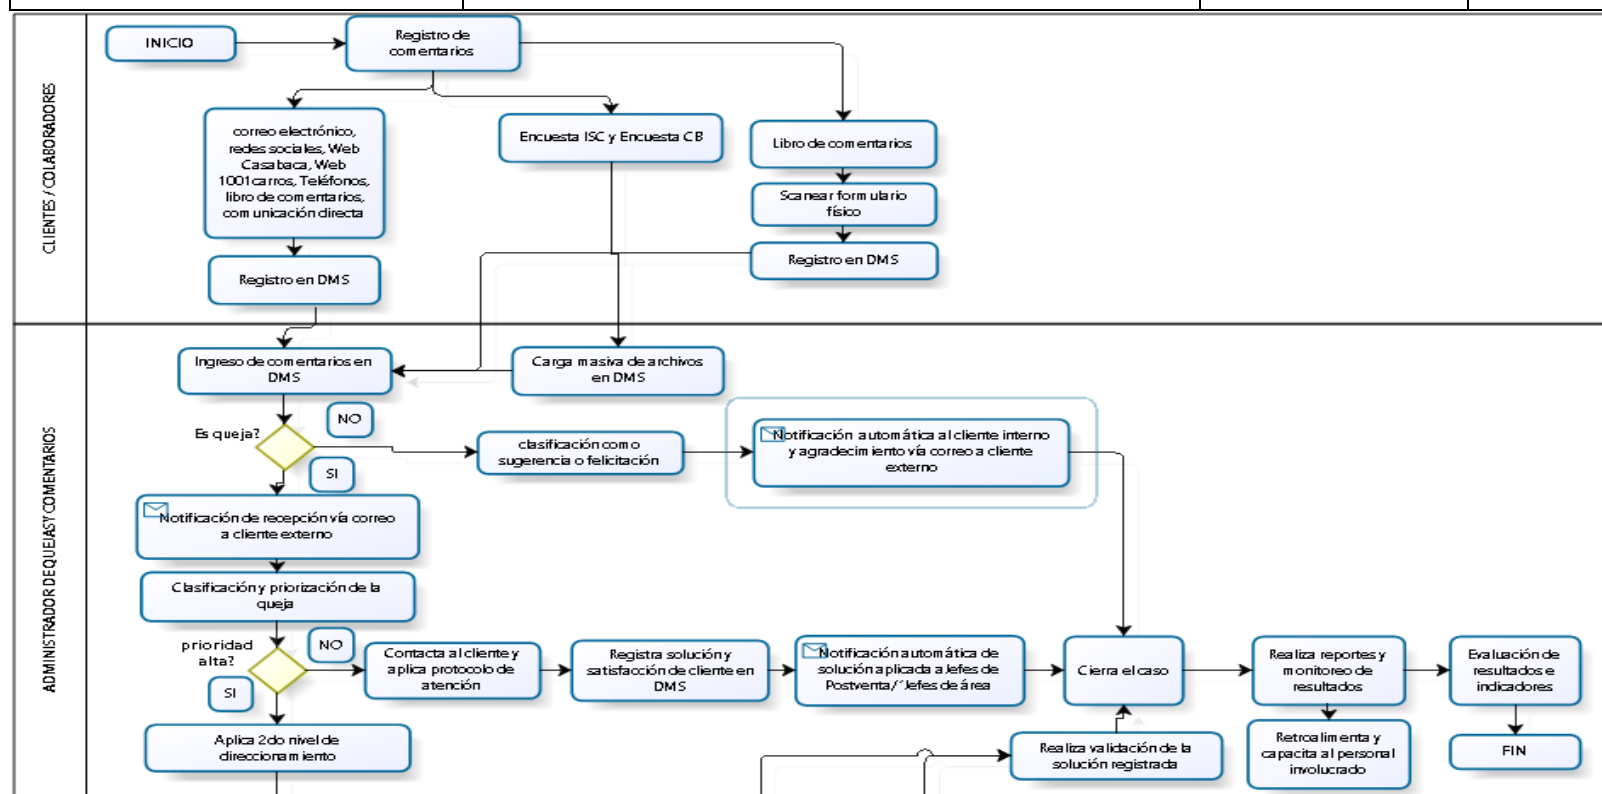 INICIO
Registro de
comentarios
CLIENTES / COLABORADORES
correo electrónico,
redes sociales, Web
Casabaca, Web
1001carros, Teléfonos,
libro de comentarios,
comunicación directa
Encuesta ISC y Encuesta CB
Libro de comentarios
Scanear formulario
físico
Registro en DMS
Registro en DMS
ADMINISTRADOR DE QUEJAS Y COMENTARIOS
Ingreso de comentarios en
DMS
Carga masiva de archivos
en DMS
Es queja?
NO
SI
clasificación como
sugerencia o felicitación
Notificación automática al cliente interno
y agradecimiento vía correo a cliente
externo
Notificación de recepción vía correo
a cliente externo
Clasificación y priorización de la
queja
prioridad
alta?
NO
SI
Contacta al cliente y
aplica protocolo de
atención
Registra solución y
satisfacción de cliente en
DMS
Notificación automática de
solución aplicada a Jefes de
Postventa/´Jefes de área
Cierra el caso
Realiza reportes y
monitoreo de
resultados
Evaluación de
resultados e
indicadores
Aplica 2do nivel de
direccionamiento
Realiza validación de la
solución registrada
Retroalimenta y
capacita al personal
involucrado
FIN